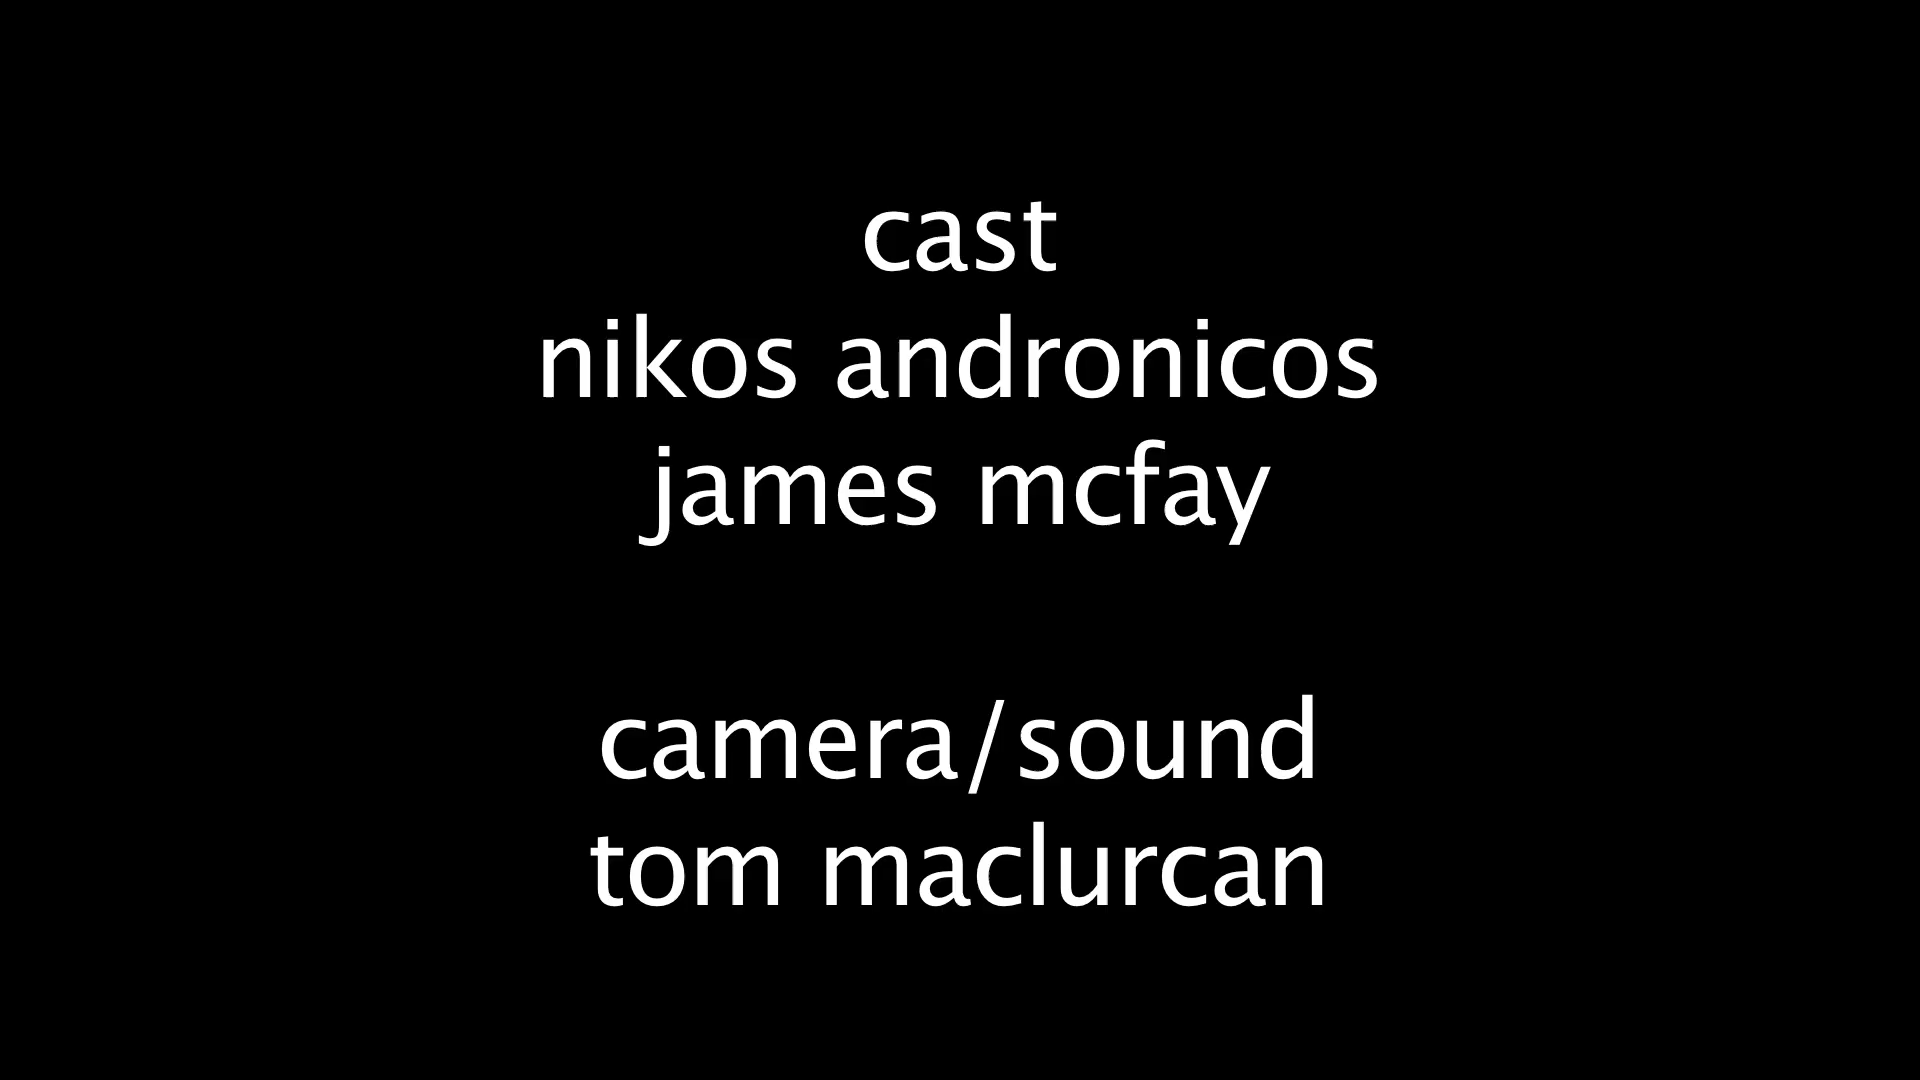 cast
nikos andronicos
james mcfay
camera/sound
tom maclurcan